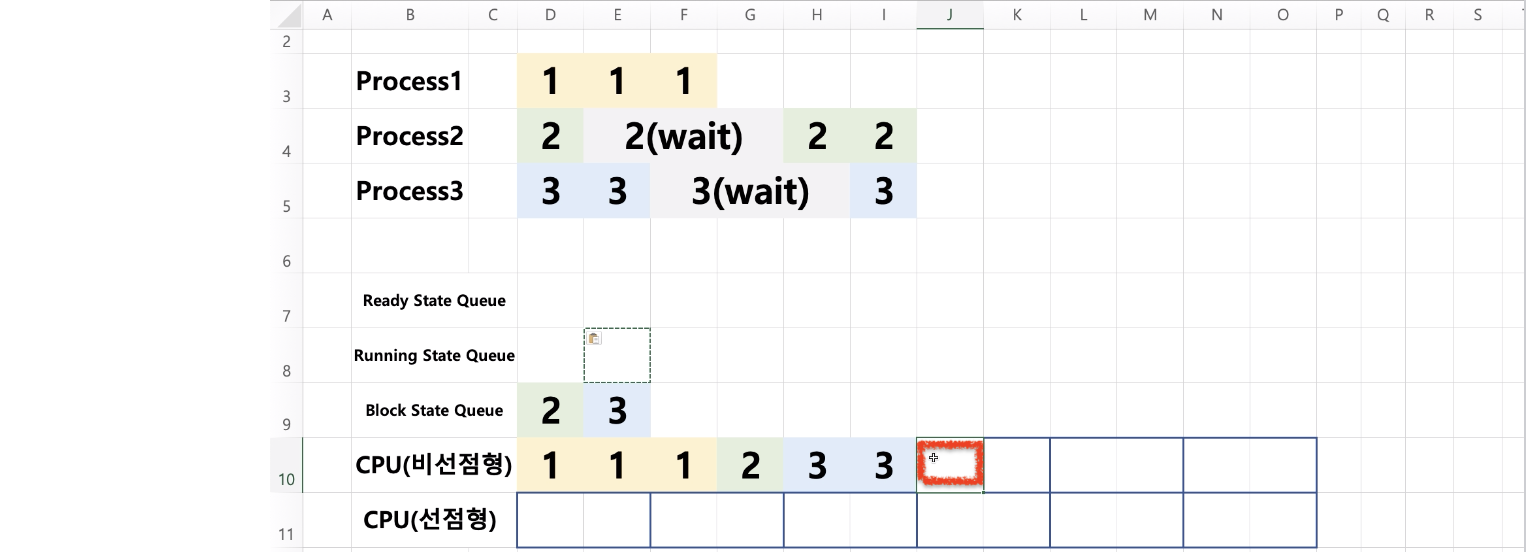 A B C D E F G H I J K L M N O P Q R S
2
3 Process1 1 1 1
4 Process2 2 2(wait) 2 2
5 Process3 3 3 3(wait) 3
6
7 Ready State Queue
8 Running State Queue
9 Block State Queue 2 3
10 CPU(비선점형) 1 1 1 2 3 3
11 CPU(선점형)